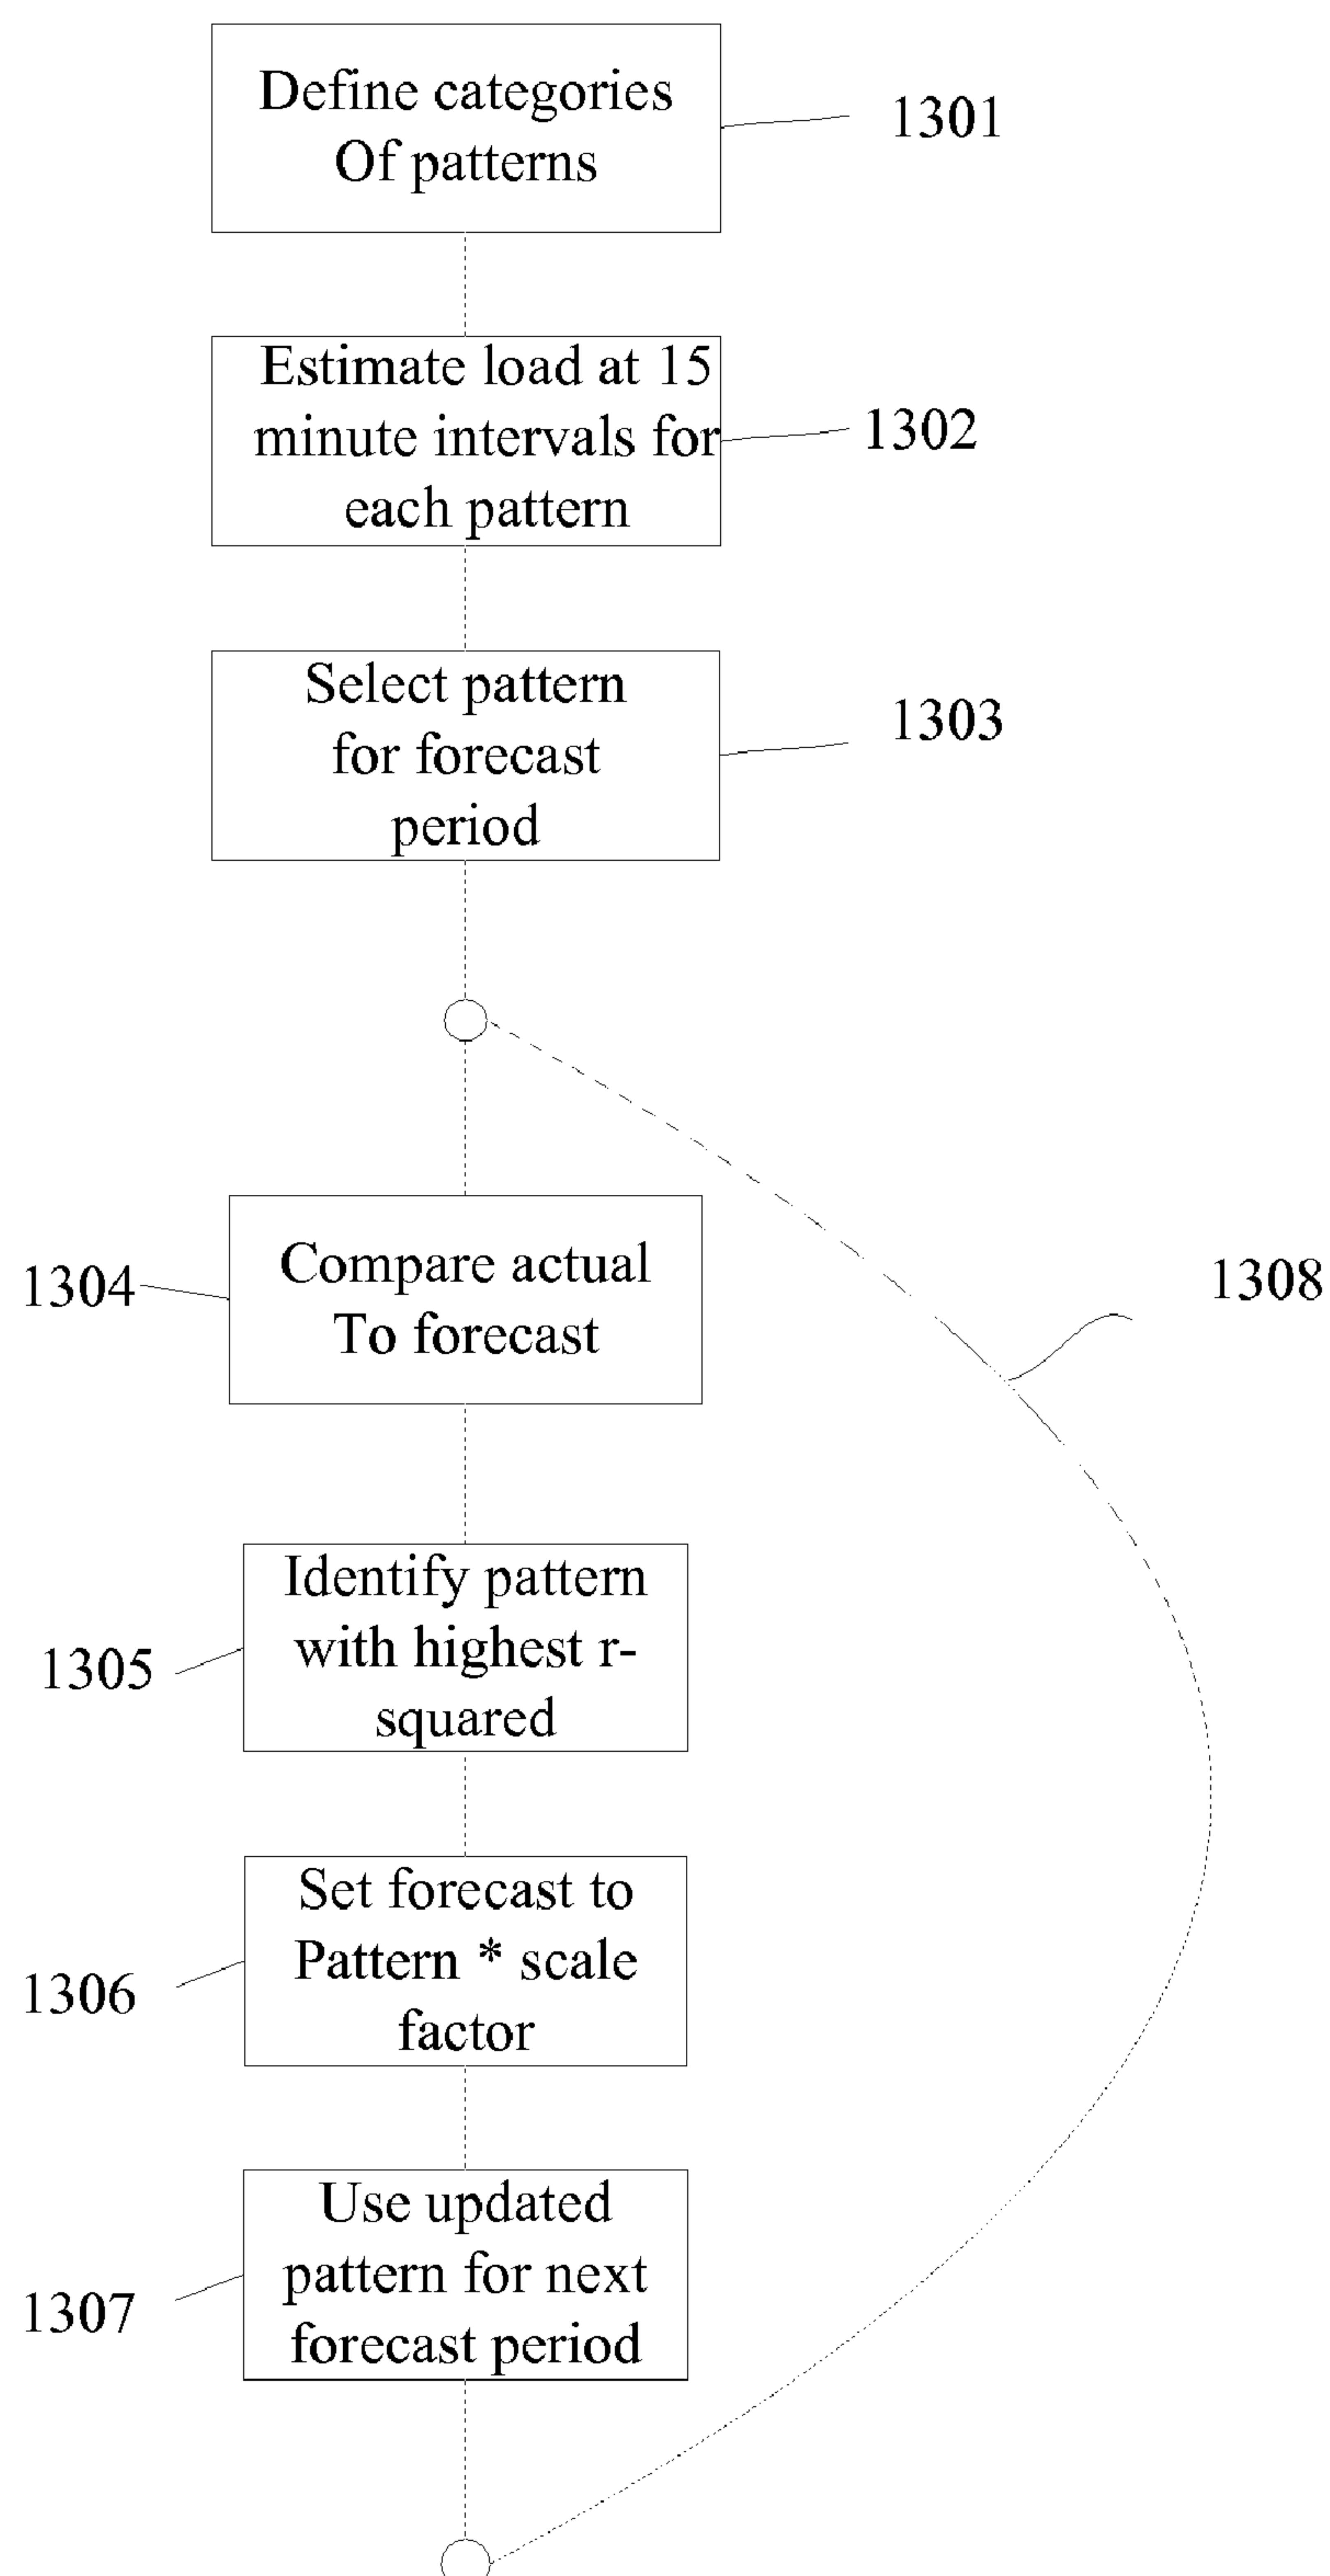 Define categories
Of patterns
1301
Estimate load at 15
minute intervals for
each pattern
1302
Select pattern
for forecast
period
1303
Compare actual
To forecast
1304
1308
Identify pattern
with highest r-
squared
1305
Set forecast to
Pattern * scale
factor
1306
Use updated
pattern for next
forecast period
1307